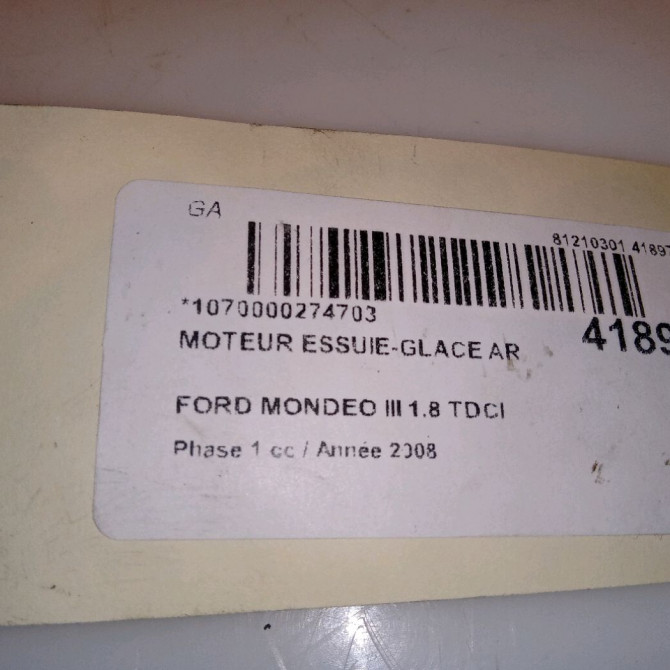 GA
81210301 41897
*1070000274703
4189
MOTEUR ESSUIE-GLACE AR
FORD MONDEO III 1.8 TDCI
Phase 1 cc / Année 2008